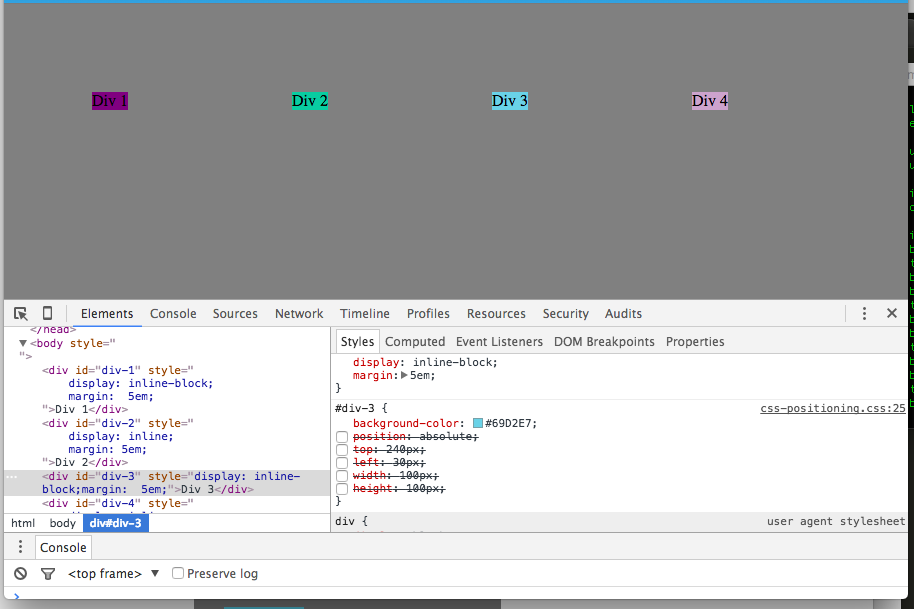 Div 1 Div 2 Div 3 Div 4
Elements Console Sources Network Timeline Profiles Resources Security Audits
</head>
▼<body style="
">
<div id="div-1" style="
display: inline-block;
margin:  5em;
">Div 1</div>
<div id="div-2" style="
display: inline;
margin: 5em;
">Div 2</div>
<div id="div-3" style="display: inline-
block;margin:  5em;">Div 3</div>
<div id="div-4" style="
html body div#div-3
Styles Computed Event Listeners DOM Breakpoints Properties
display: inline-block;
margin:▶5em;
}
#div-3 { css-positioning.css:25
background-color: #69D2E7;
position: absolute;
top: 240px;
left: 30px;
width: 100px;
height: 100px;
}
div { user agent stylesheet
Console
<top frame> ▼ Preserve log
>